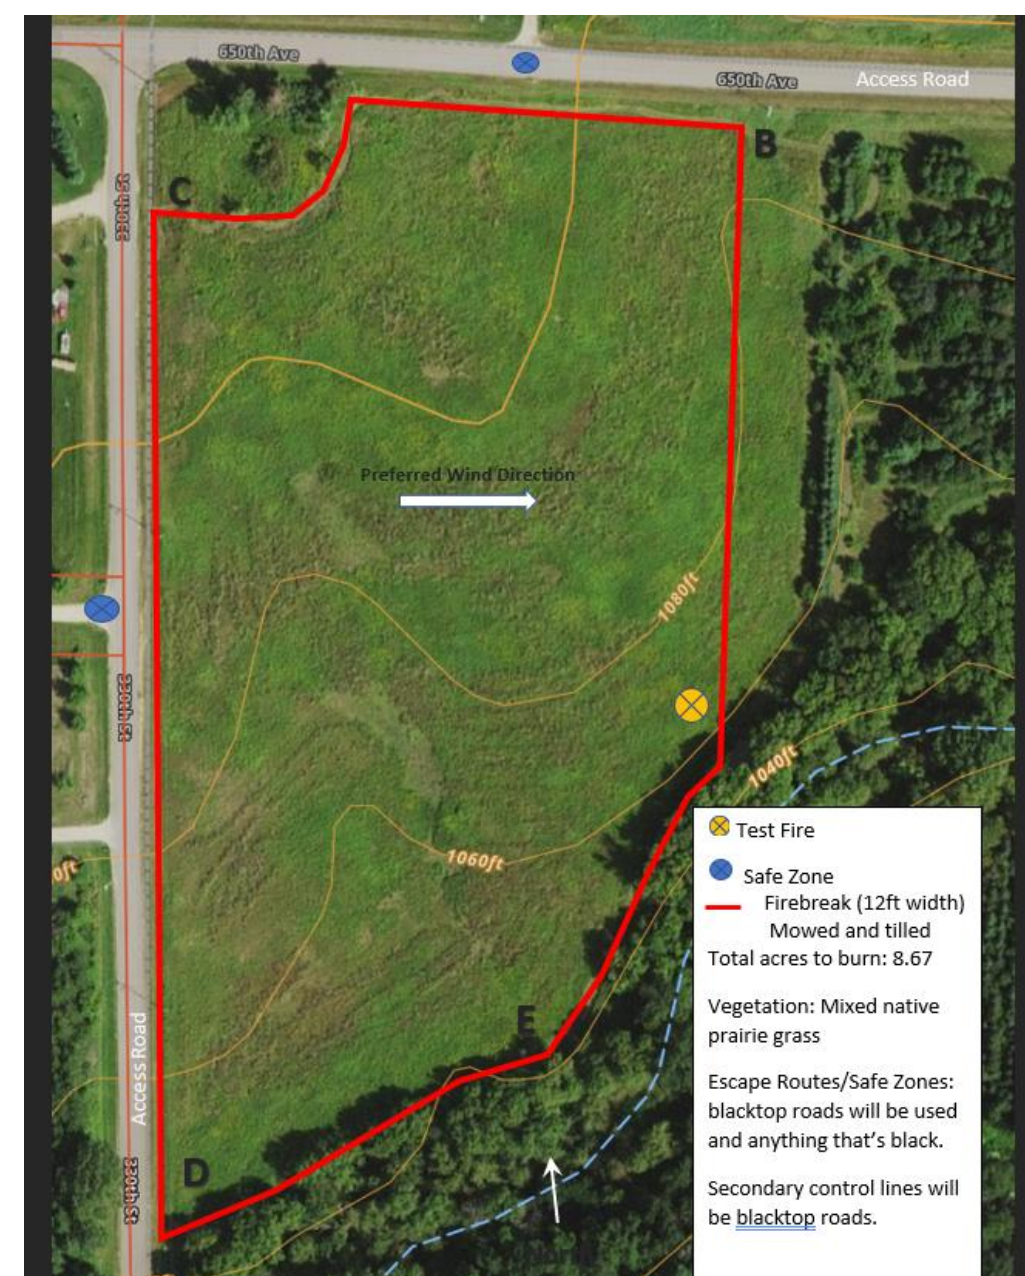 650th Ave
650th Ave
Access Road
B
C
330th St
Preferred Wind Direction
1080ft
330th St
1040ft
1060ft
0ft
E
Access Road
D
330th St
Test Fire
Safe Zone
Firebreak (12ft width)
Mowed and tilled
Total acres to burn: 8.67
Vegetation: Mixed native
prairie grass
Escape Routes/Safe Zones:
blacktop roads will be used
and anything that’s black.
Secondary control lines will
be blacktop roads.